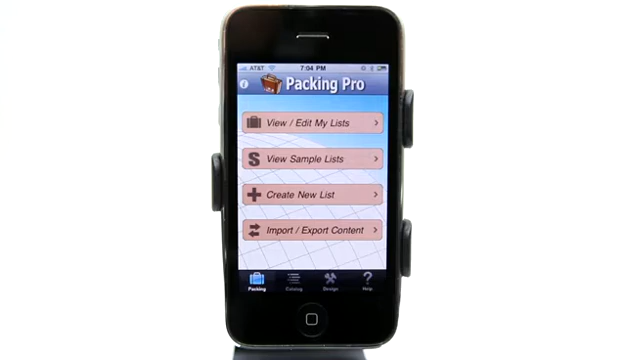 AT&T 7:04 PM
Packing Pro
View / Edit My Lists
S View Sample Lists
Create New List
Import / Export Content
Packing Catalog Design Help